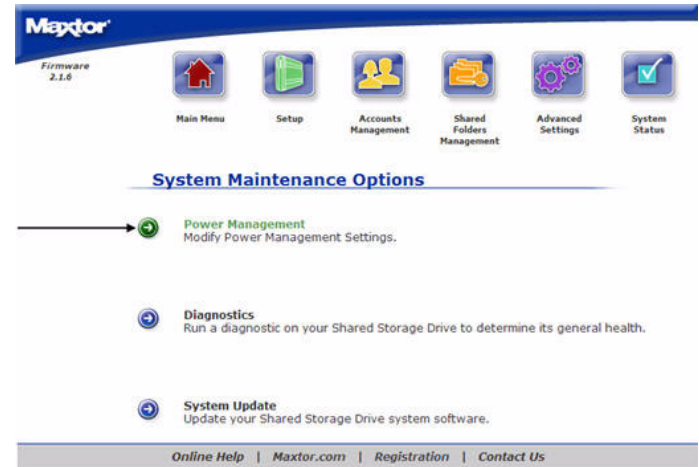 Maxtor
Firmware
2.1.6
Main Menu
Setup
Accounts
Management
Shared
Folders
Management
Advanced
Settings
System
Status
System Maintenance Options
Power Management
Modify Power Management Settings.
Diagnostics
Run a diagnostic on your Shared Storage Drive to determine its general health.
System Update
Update your Shared Storage Drive system software.
Online Help | Maxtor.com | Registration | Contact Us